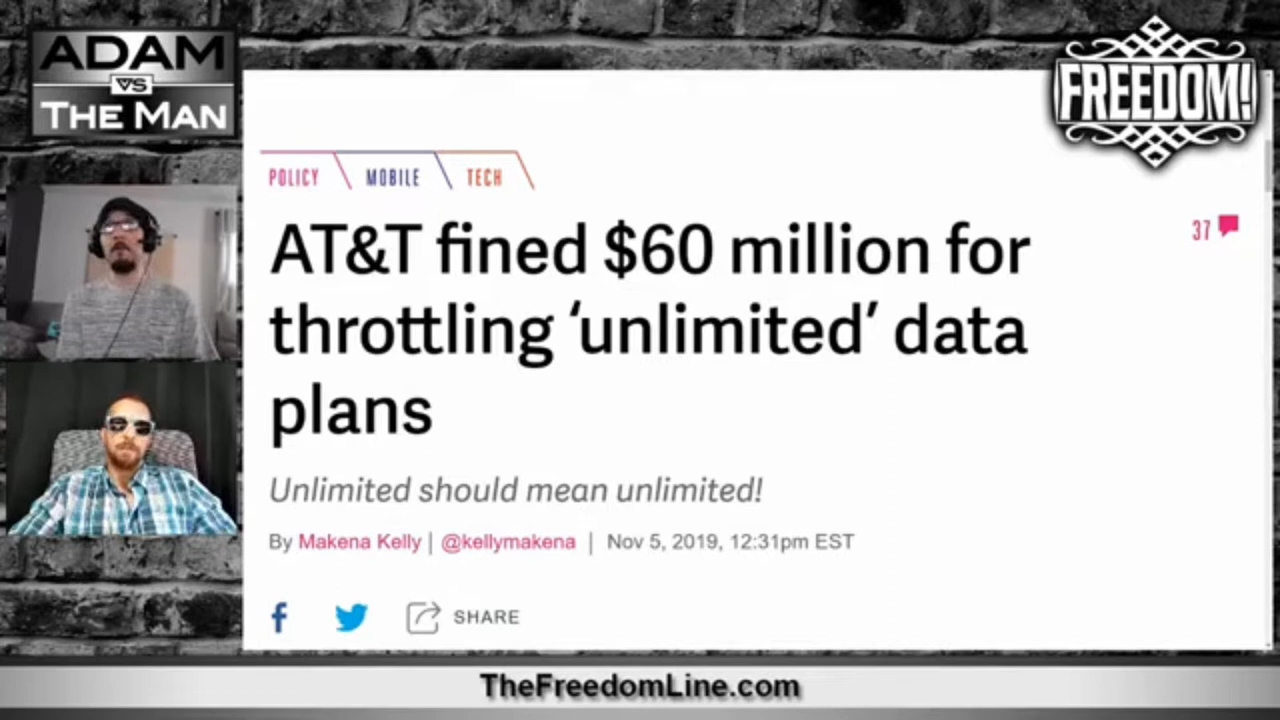 ADAM
VS
THE MAN
FREEDOM!
POLICY MOBILE TECH
37
AT&T fined $60 million for
throttling ‘unlimited’ data
plans
Unlimited should mean unlimited!
By Makena Kelly | @kellymakena | Nov 5, 2019, 12:31pm EST
f SHARE
TheFreedomLine.com